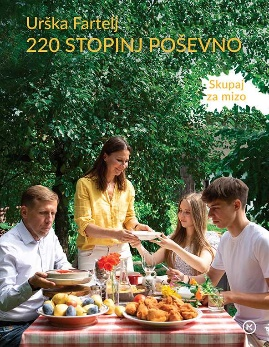 Urška Fartelj
220 STOPINJ POŠEVNO
Skupaj
za mizo